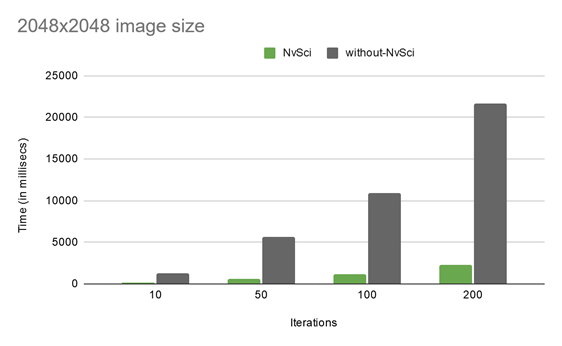 2048x2048 image size
NvSci without-NvSci
25000
20000
15000
10000
5000
0
Time (in millisecs)
10 50 100 200
Iterations